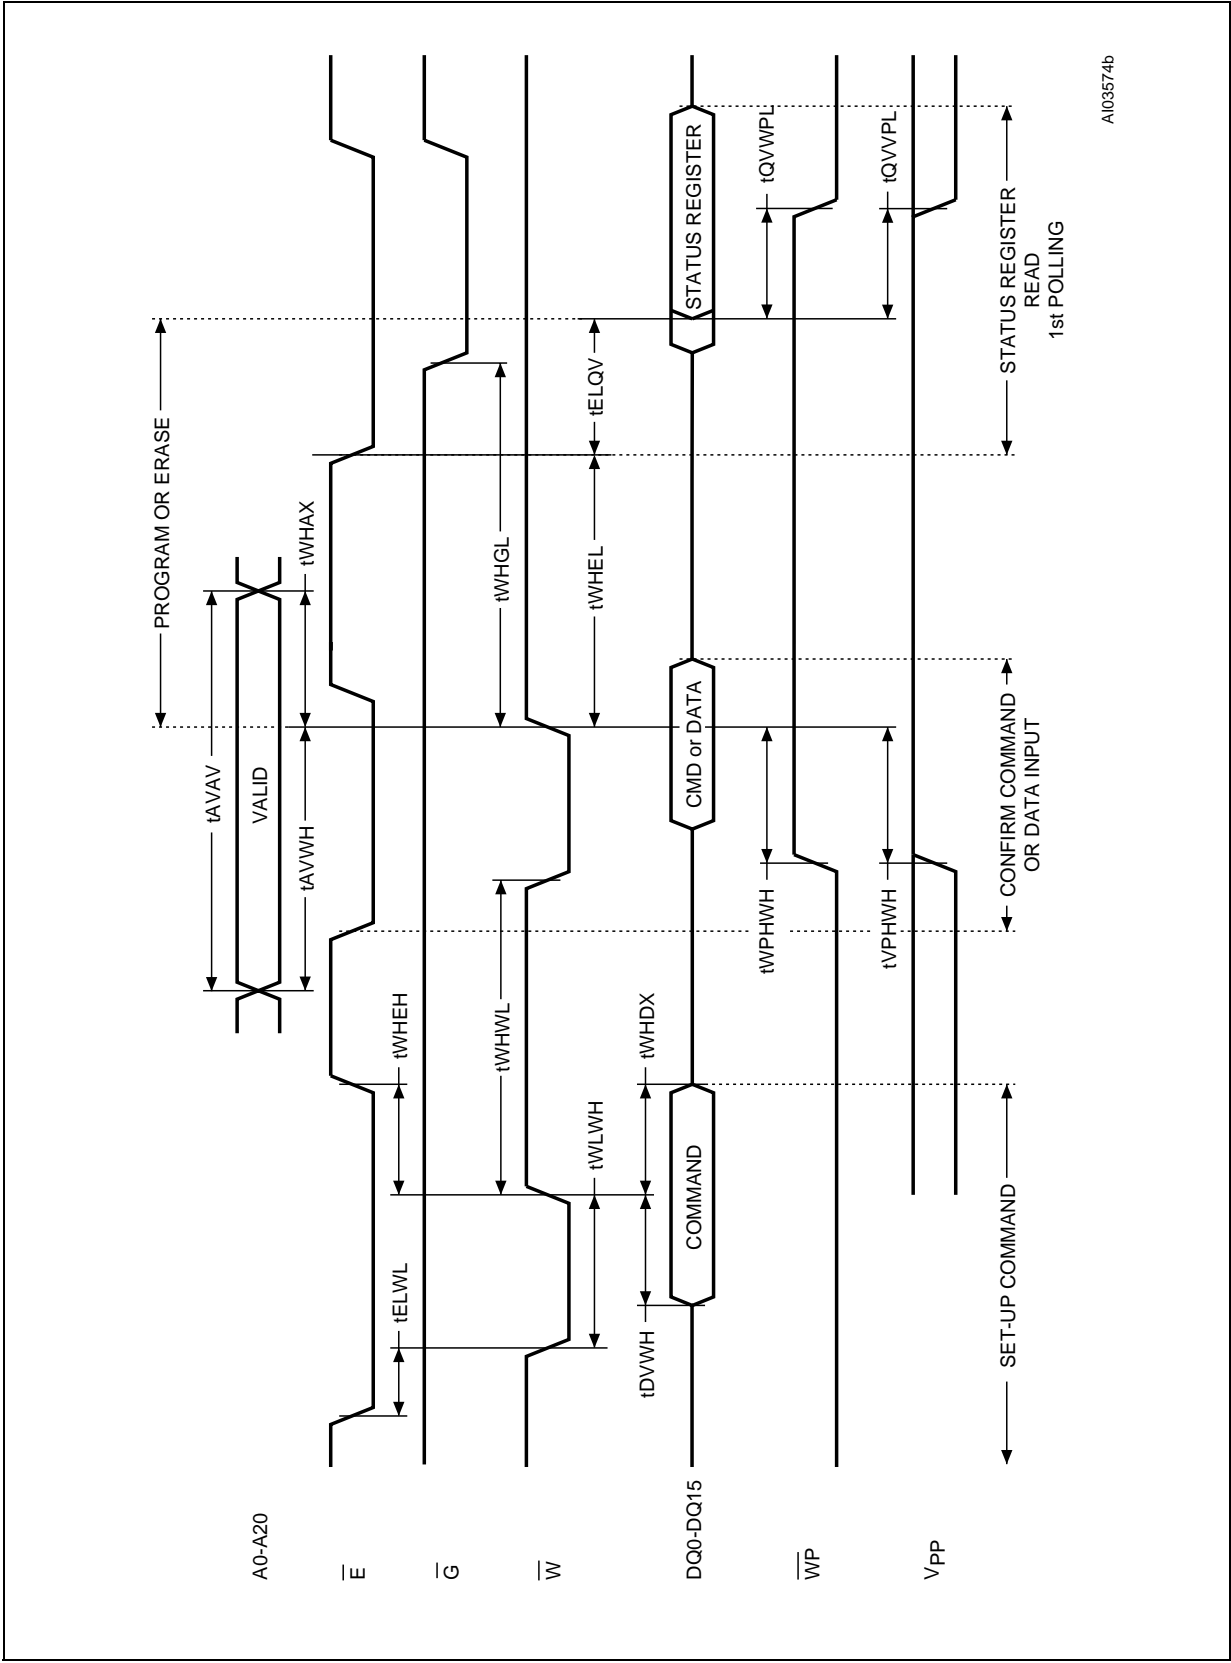 PROGRAM OR ERASE
tAVAV
A0-A20
VALID
tAVWH
tWHAX
E
tELWL
tWHEH
G
tWHWL
tWHGL
W
tWLWH
tWHEL
tELQV
tDVWH
tWHDX
DQ0-DQ15
COMMAND
CMD or DATA
STATUS REGISTER
tWPHWH
tQVWPL
WP
tVPHWH
tQVVPL
VPP
SET-UP COMMAND
CONFIRM COMMAND
OR DATA INPUT
STATUS REGISTER
READ
1st POLLING
AI03574b